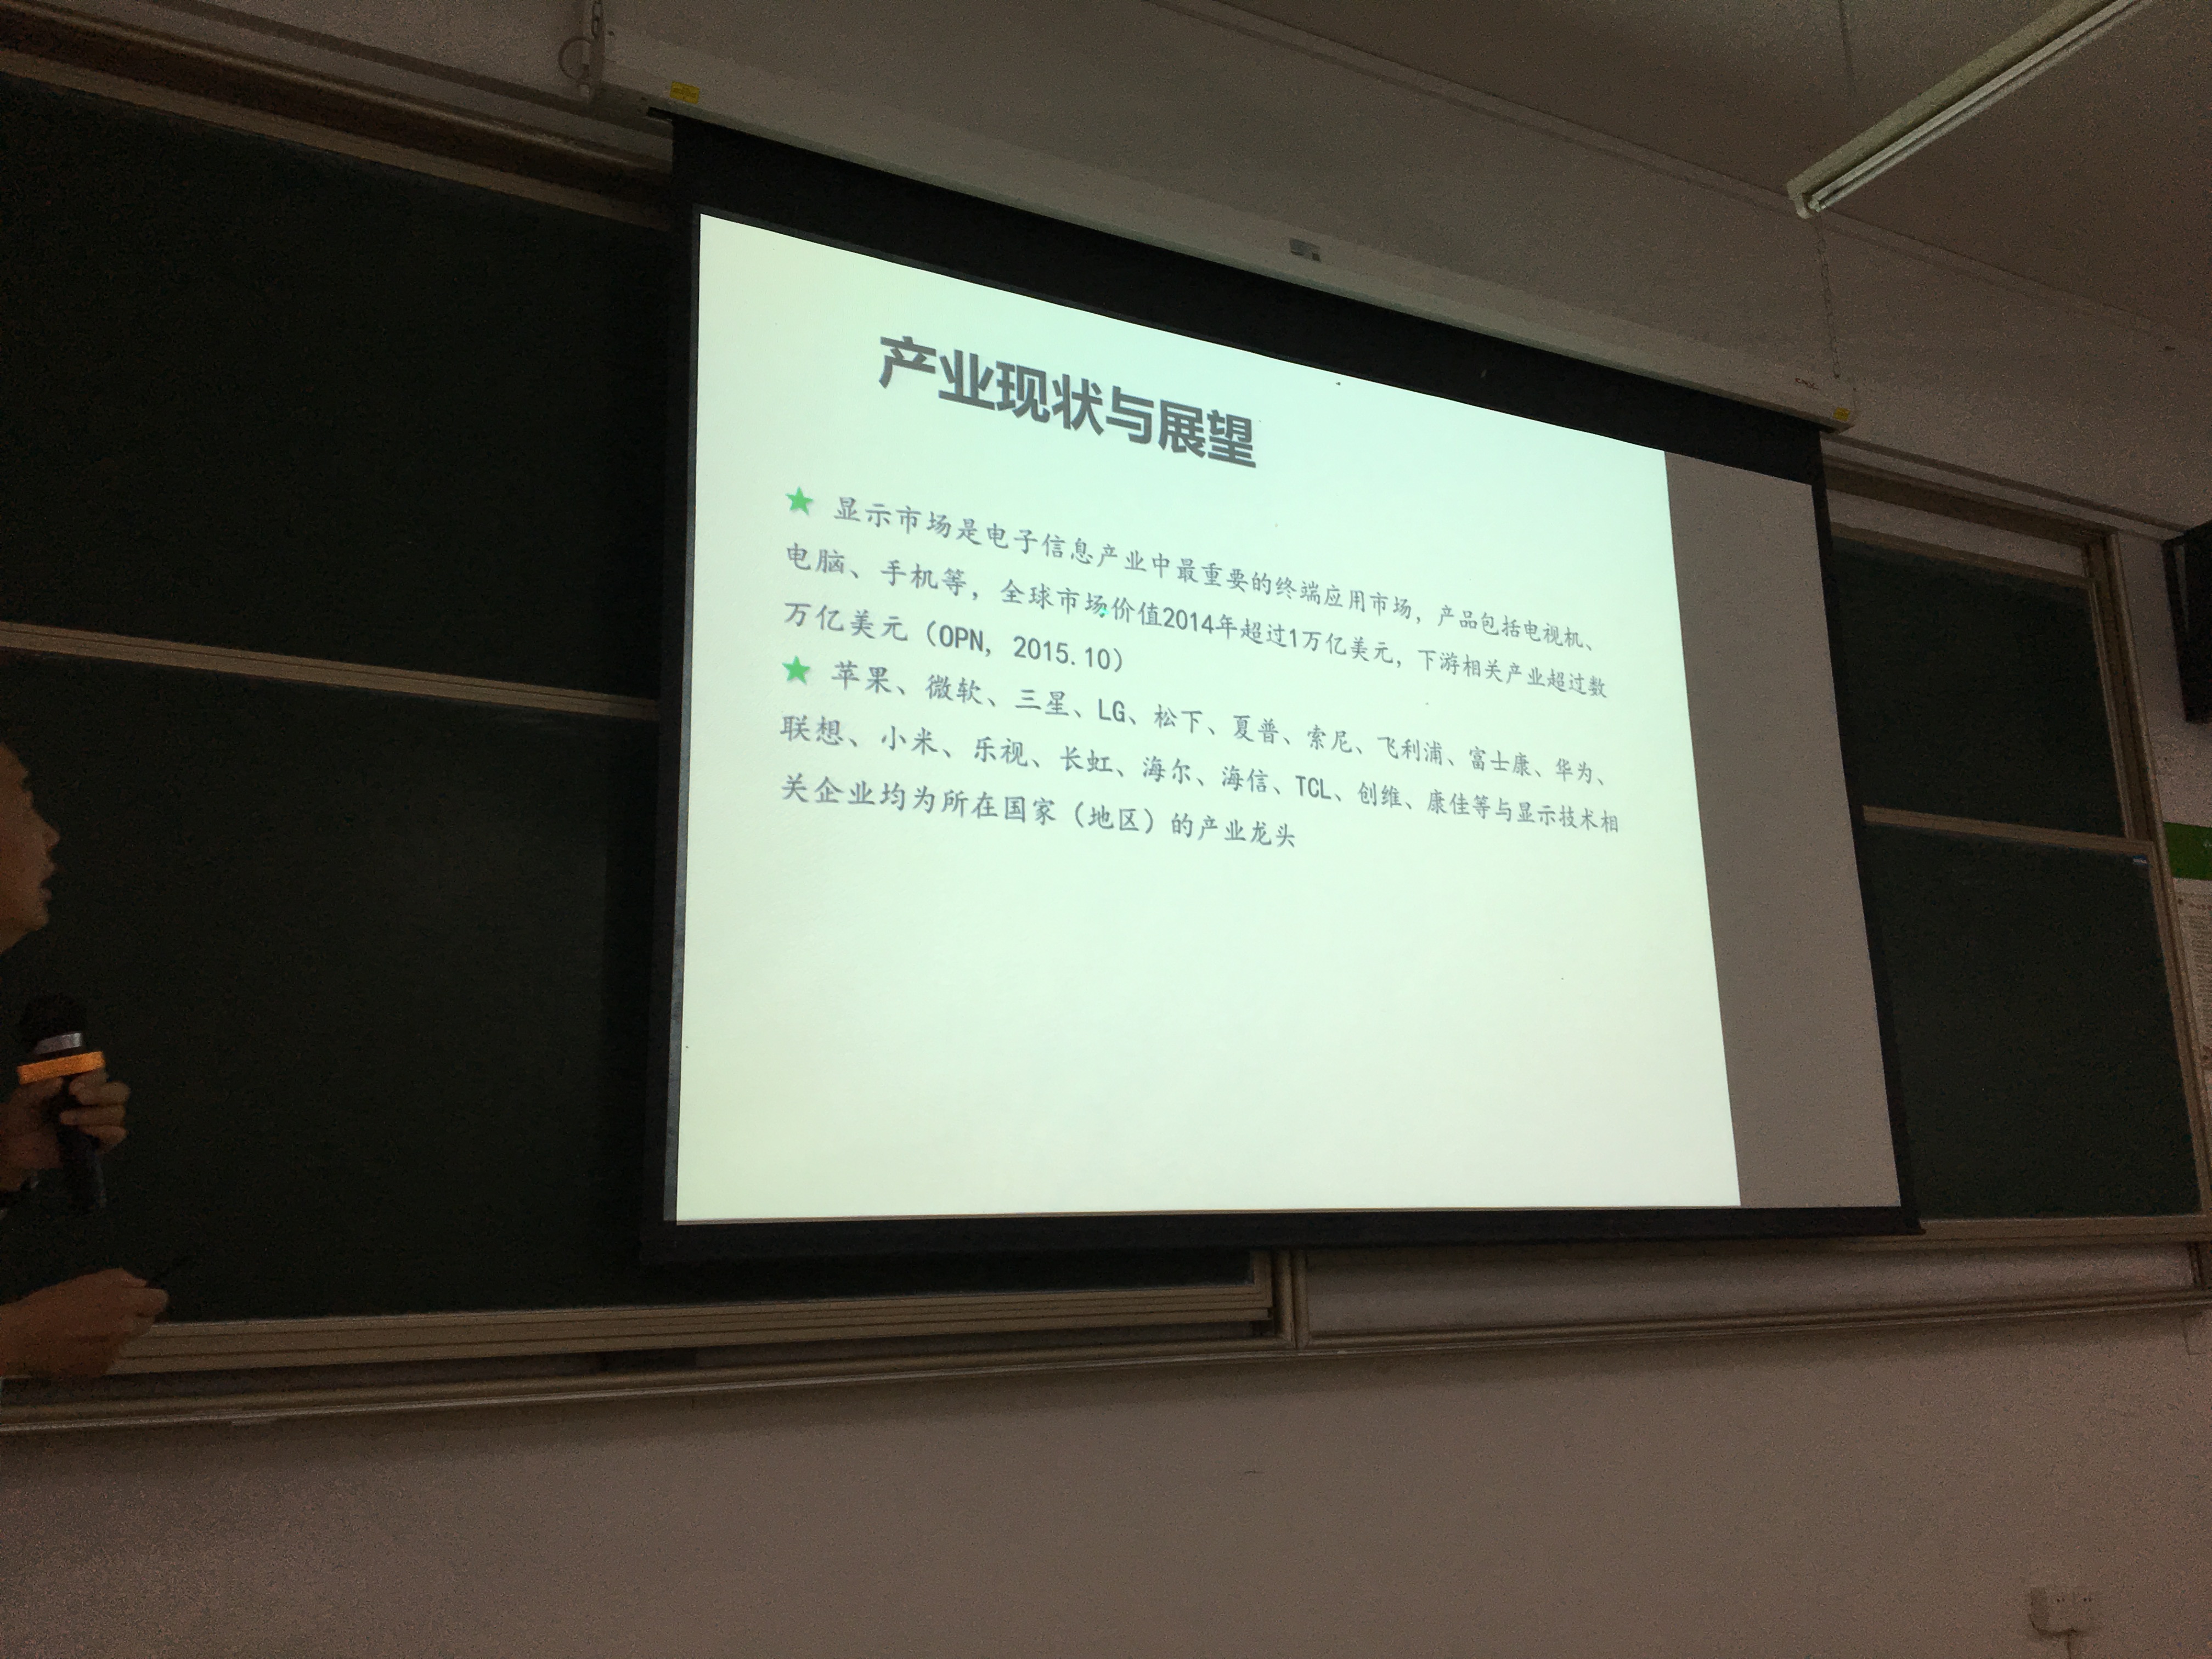 产业现状与展望
★ 显示市场是电子信息产业中最重要的终端应用市场，产品包括电视机、
电脑、手机等，全球市场价值2014年超过1万亿美元，下游相关产业超过数
万亿美元（OPN, 2015.10）
★ 苹果、微软、三星、LG、松下、夏普、索尼、飞利浦、富士康、华为、
联想、小米、乐视、长虹、海尔、海信、TCL、创维、康佳等与显示技术相
关企业均为所在国家（地区）的产业龙头